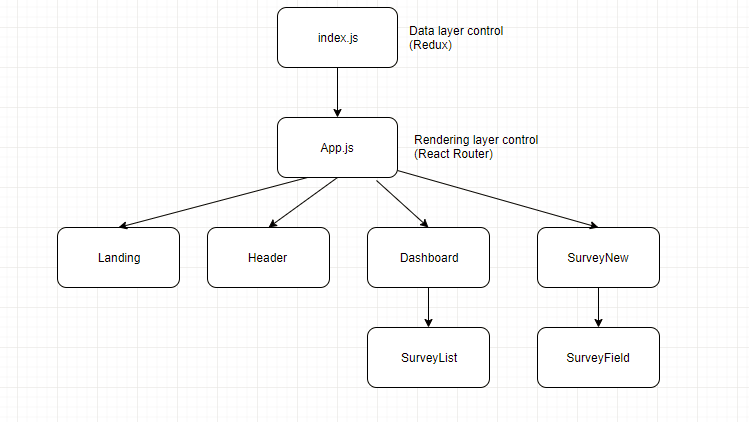 index.js
Data layer control
(Redux)
App.js
Rendering layer control
(React Router)
Landing
Header
Dashboard
SurveyNew
SurveyList
SurveyField